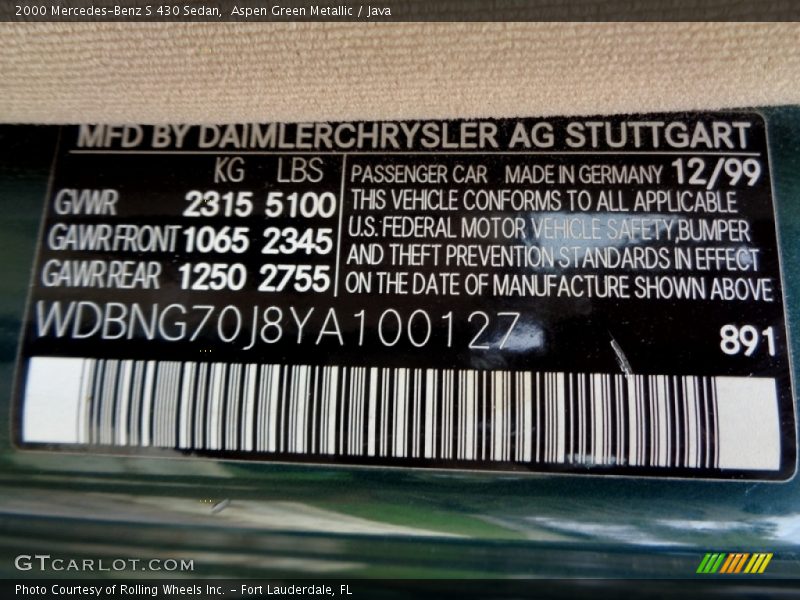 2000 Mercedes-Benz S 430 Sedan,  Aspen Green Metallic / Java
MFD BY DAIMLERCHRYSLER AG STUTTGART
KG LBS
GVWR 2315 5100
GAWR FRONT 1065 2345
GAWR REAR 1250 2755
PASSENGER CAR MADE IN GERMANY 12/99
THIS VEHICLE CONFORMS TO ALL APPLICABLE
U.S. FEDERAL MOTOR VEHICLE SAFETY, BUMPER
AND THEFT PREVENTION STANDARDS IN EFFECT
ON THE DATE OF MANUFACTURE SHOWN ABOVE
WDBNG70J8YA100127
891
GTCARLOT.COM
Photo Courtesy of Rolling Wheels Inc. - Fort Lauderdale, FL